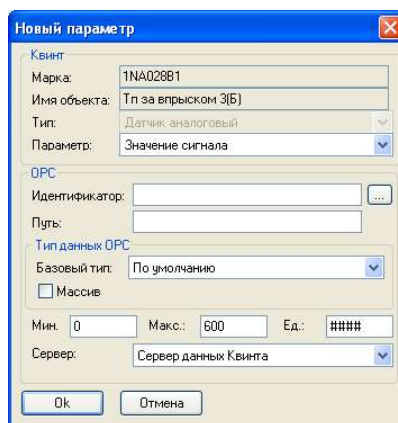 Новый параметр
Квинт
Марка: 1NA028B1
Имя объекта: Тп за впрыском 3(Б)
Тип: Датчик аналоговый
Параметр: Значение сигнала
OPC
Идентификатор: ...
Путь:
Тип данных OPC
Базовый тип: По умолчанию
Массив
Мин. 0 Макс.: 600 Ед.: ####
Сервер: Сервер данных Квинта
Ok Отмена